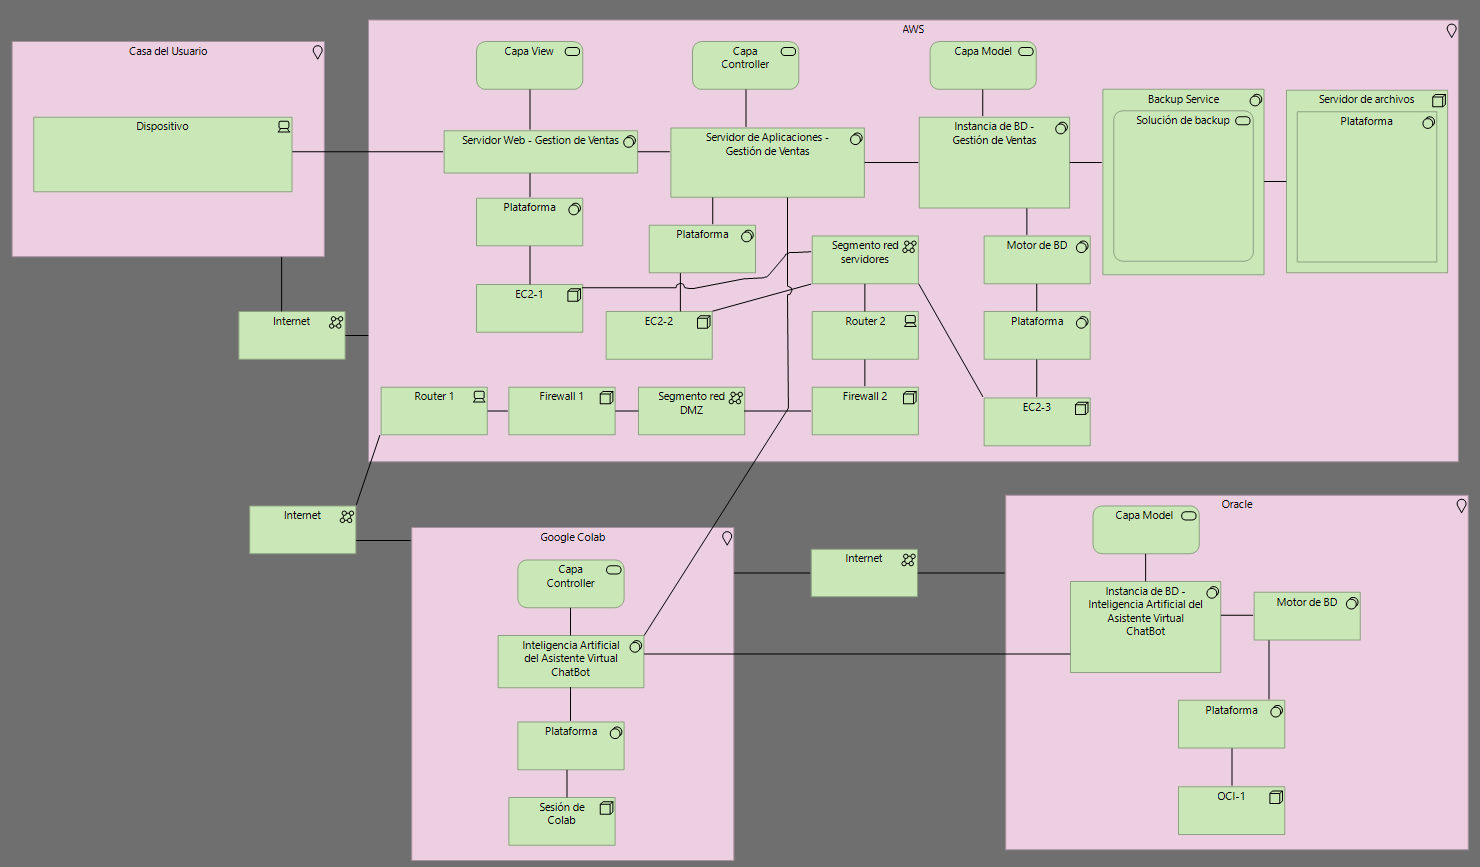 AWS
Casa del Usuario
Dispositivo
Capa View
Capa
Controller
Capa Model
Servidor Web - Gestion de Ventas
Servidor de Aplicaciones -
Gestión de Ventas
Instancia de BD -
Gestión de Ventas
Backup Service
Solución de backup
Servidor de archivos
Plataforma
Plataforma
Plataforma
Segmento red
servidores
Motor de BD
EC2-1
EC2-2
Router 2
Plataforma
Internet
Router 1
Firewall 1
Segmento red
DMZ
Firewall 2
EC2-3
Internet
Google Colab
Capa
Controller
Inteligencia Artificial
del Asistente Virtual
ChatBot
Plataforma
Sesión de
Colab
Internet
Oracle
Capa Model
Instancia de BD -
Inteligencia Artificial del
Asistente Virtual
ChatBot
Motor de BD
Plataforma
OCI-1